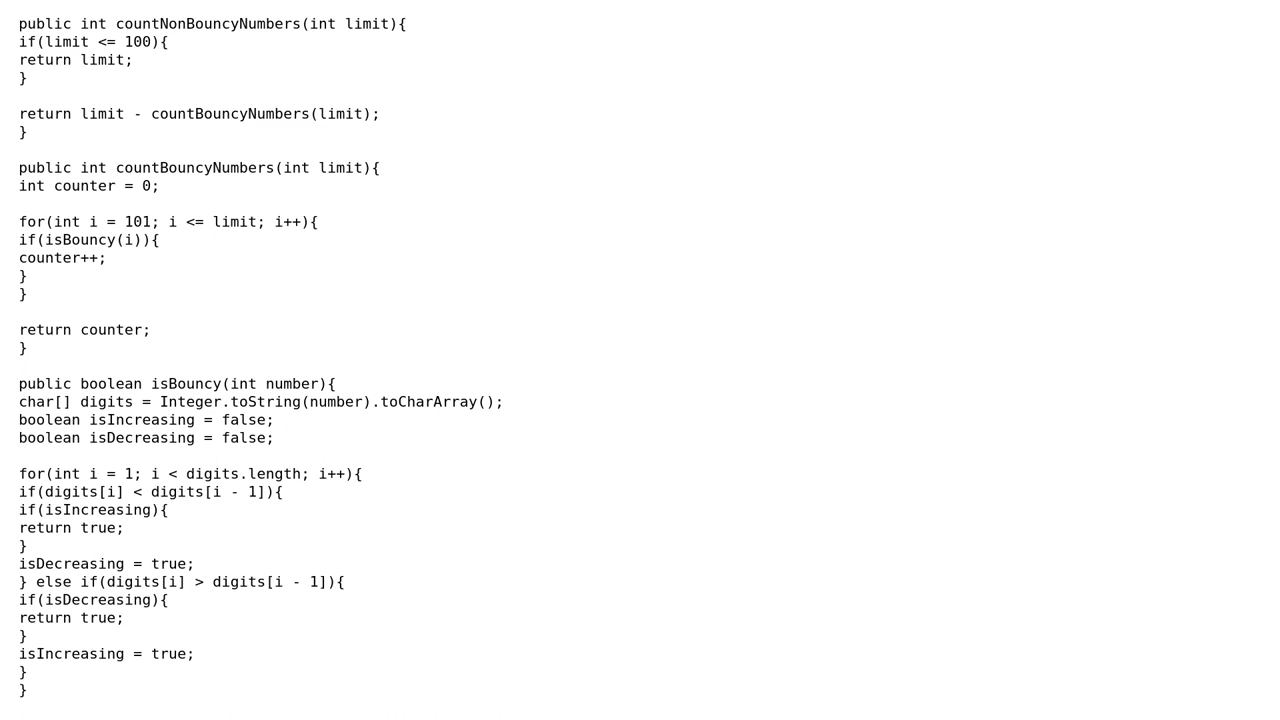 public int countNonBouncyNumbers(int limit){
if(limit <= 100){
return limit;
}

return limit - countBouncyNumbers(limit);
}

public int countBouncyNumbers(int limit){
int counter = 0;

for(int i = 101; i <= limit; i++){
if(isBouncy(i)){
counter++;
}
}

return counter;
}

public boolean isBouncy(int number){
char[] digits = Integer.toString(number).toCharArray();
boolean isIncreasing = false;
boolean isDecreasing = false;

for(int i = 1; i < digits.length; i++){
if(digits[i] < digits[i - 1]){
if(isIncreasing){
return true;
}
isDecreasing = true;
} else if(digits[i] > digits[i - 1]){
if(isDecreasing){
return true;
}
isIncreasing = true;
}
}